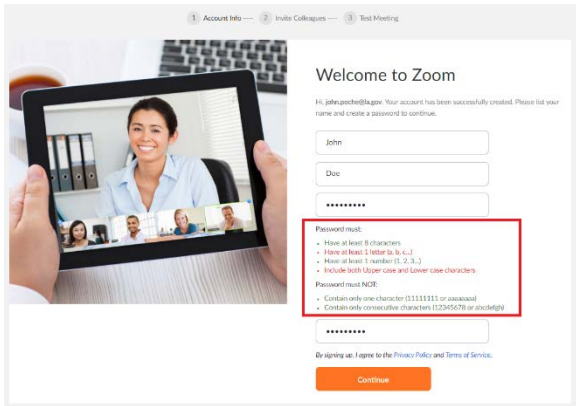 1 Account Info — 2 Invite Colleagues — 3 Test Meeting
Welcome to Zoom
Hi, john.poche@la.gov. Your account has been successfully created. Please list your
name and create a password to continue.
John
Doe
•••••••••
Password must:
• Have at least 8 characters
• Have at least 1 letter (a, b, c...)
• Have at least 1 number (1, 2, 3...)
• Include both Upper case and Lower case characters
Password must NOT:
• Contain only one character (11111111 or aaaaaaaa)
• Contain only consecutive characters (12345678 or abcdefgh)
•••••••••
By signing up, I agree to the Privacy Policy and Terms of Service.
Continue